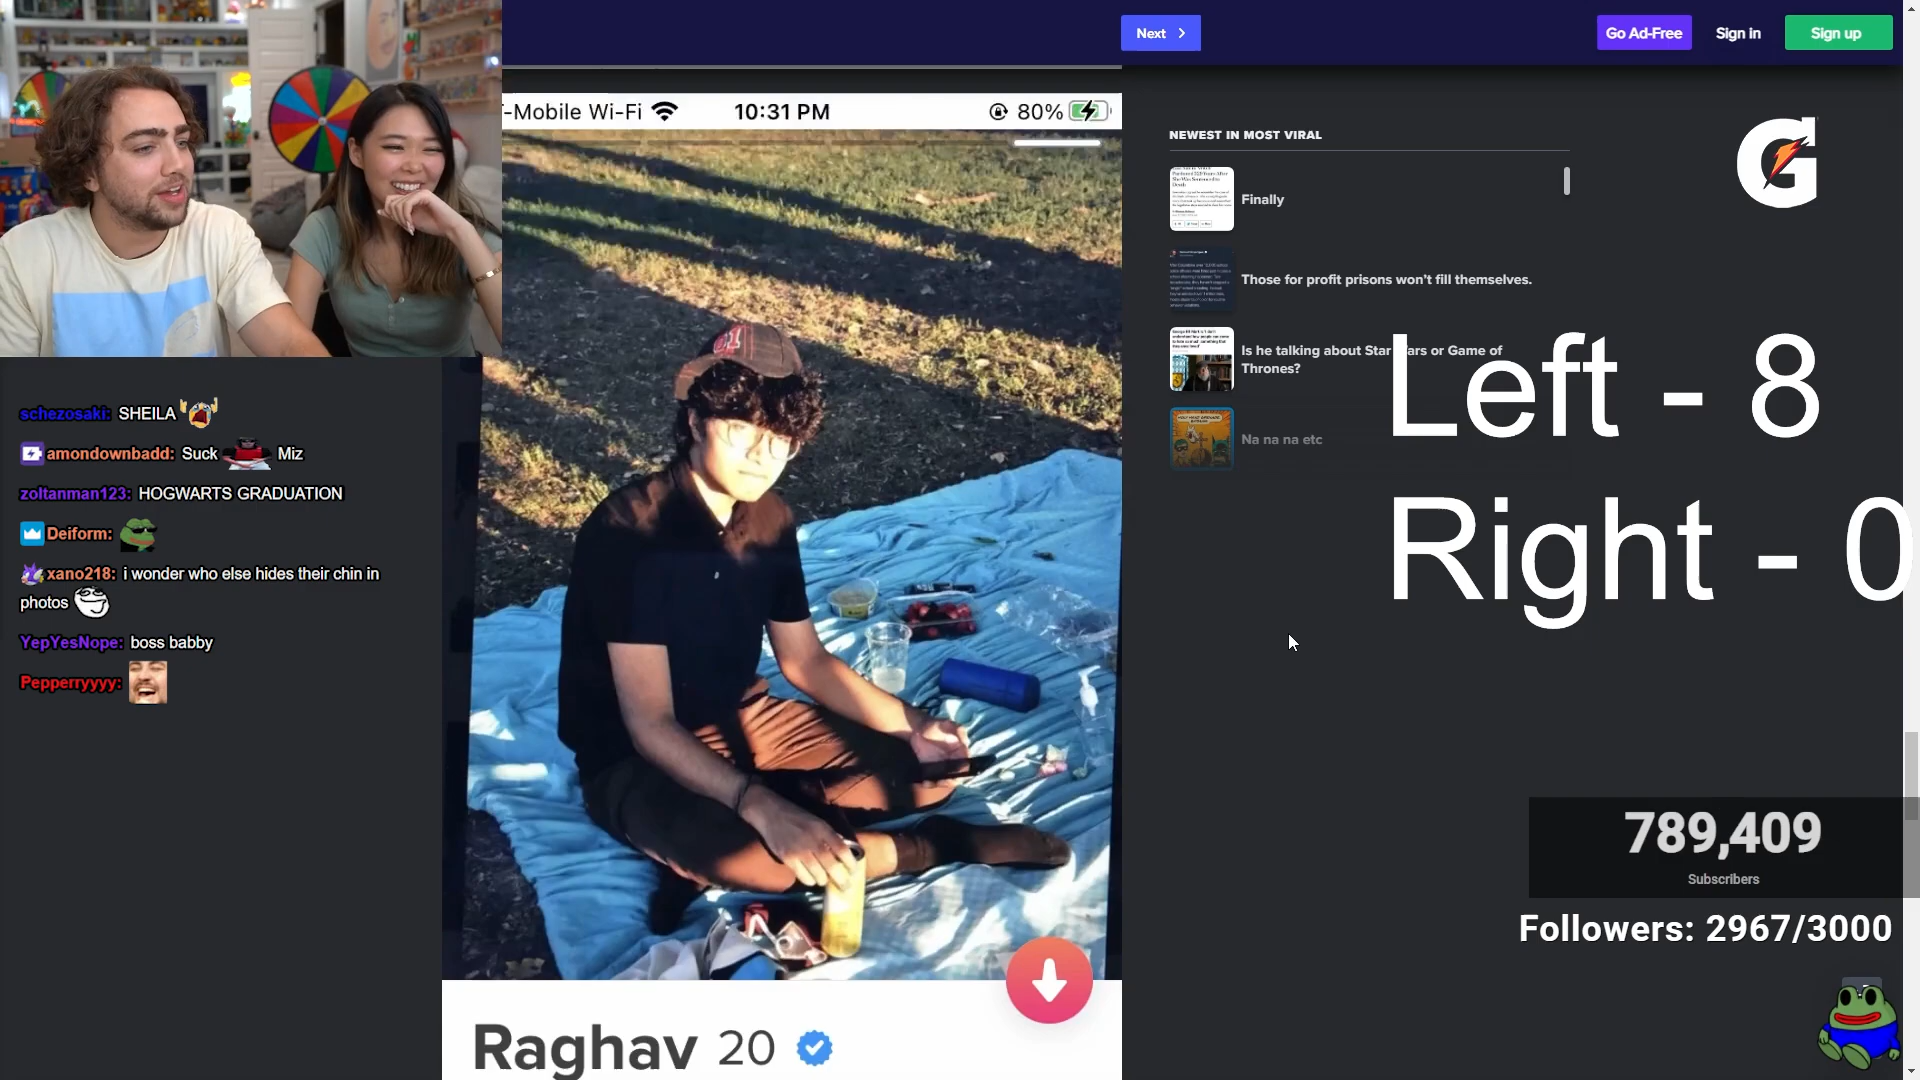 Next
Go Ad-Free
Sign in
Sign up
-Mobile Wi-Fi
10:31 PM
80%
NEWEST IN MOST VIRAL
Finally
Those for profit prisons won't fill themselves.
Is he talking about Star Wars or Game of
Thrones?
Na na na etc
Left - 8
Right - 0
schezosaki: SHEILA
amondownbadd: Suck Miz
zoltanman123: HOGWARTS GRADUATION
Deiform:
xano218: i wonder who else hides their chin in
photos
YepYesNope: boss babby
Pepperryyyy:
789,409
Subscribers
Followers: 2967/3000
Raghav 20